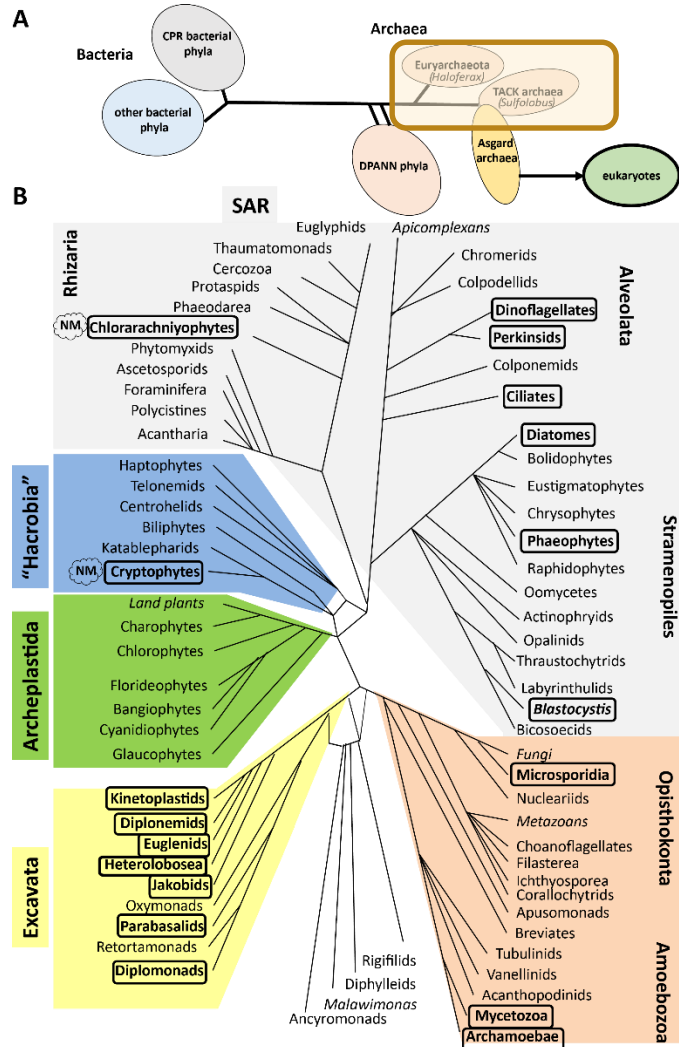 A
Bacteria
CPR bacterial
phyla
other bacterial
phyla
Archaea
Euryarchaeota
(Haloferax)
TACK archaea
(Sulfolobus)
DPANN phyla
Asgard
archaea
eukaryotes
B
SAR
Rhizaria
Euglyphids
Thaumatomonads
Cercozoa
Protaspids
Phaeodarea
NM
Chlorarachniyophytes
Phytomyxids
Ascetosporids
Foraminifera
Polycistines
Acantharia
Apicomplexans
Chromerids
Colpodellids
Dinoflagellates
Perkinsids
Colponemids
Ciliates
Alveolata
Diatomes
Bolidophytes
Eustigmatophytes
Chrysophytes
Phaeophytes
Raphidophytes
Oomycetes
Actinophryids
Opalinids
Thraustochytrids
Labyrinthulids
Blastocystis
Bicosoecids
Stramenopiles
"Hacrobia"
Haptophytes
Telonemids
Centrohelids
Biliphytes
Katablepharids
NM
Cryptophytes
Archeplastida
Land plants
Charophytes
Chlorophytes
Florideophytes
Bangiophytes
Cyanidiophytes
Glaucophytes
Excavata
Kinetoplastids
Diplonemids
Euglenids
Heterolobosea
Jakobids
Oxymonads
Parabasalids
Retortamonads
Diplomonads
Rigifilids
Diphylleids
Malawimonas
Ancyromonads
Fungi
Microsporidia
Nucleariids
Metazoans
Choanoflagellates
Filasterea
Ichthyosporea
Corallochytrids
Apusomonads
Breviates
Tubulinids
Vanellinids
Acanthopodinids
Mycetozoa
Archamoebae
Opisthokonta
Amoebozoa